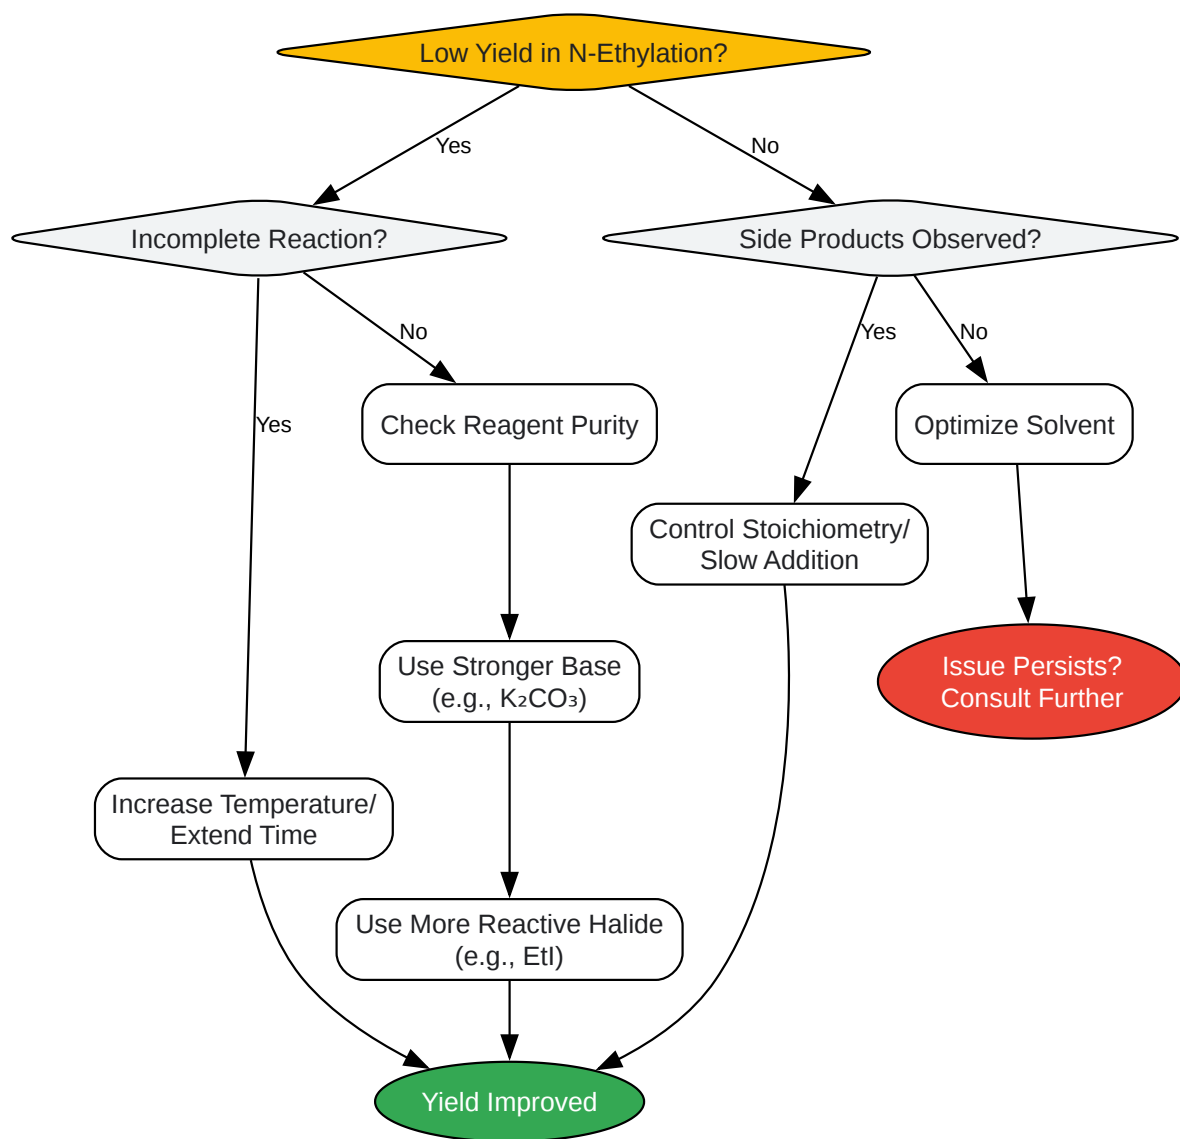 Low Yield in N-Ethylation?
Yes
No
Incomplete Reaction?
Side Products Observed?
No
Yes
No
Yes
Check Reagent Purity
Optimize Solvent
Control Stoichiometry/
Slow Addition
Use Stronger Base
(e.g., K₂CO₃)
Issue Persists?
Consult Further
Increase Temperature/
Extend Time
Use More Reactive Halide
(e.g., EtI)
Yield Improved